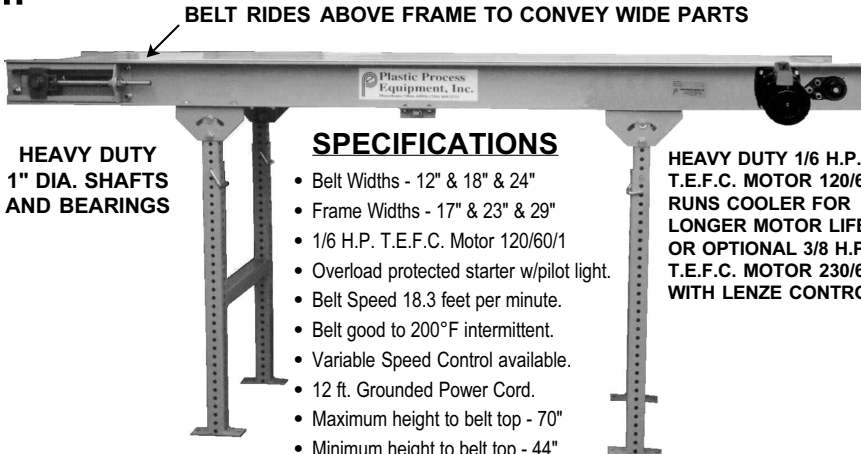 BELT RIDES ABOVE FRAME TO CONVEY WIDE PARTS
Plastic Process
Equipment, Inc.
HEAVY DUTY
1" DIA. SHAFTS
AND BEARINGS
SPECIFICATIONS
• Belt Widths - 12" & 18" & 24"
• Frame Widths - 17" & 23" & 29"
• 1/6 H.P. T.E.F.C. Motor 120/60/1
• Overload protected starter w/pilot light.
• Belt Speed 18.3 feet per minute.
• Belt good to 200°F intermittent.
• Variable Speed Control available.
• 12 ft. Grounded Power Cord.
• Maximum height to belt top - 70"
• Minimum height to belt top - 44"
HEAVY DUTY 1/6 H.P.
T.E.F.C. MOTOR 120/6
RUNS COOLER FOR
LONGER MOTOR LIFE
OR OPTIONAL 3/8 H.P
T.E.F.C. MOTOR 230/6
WITH LENZE CONTRO